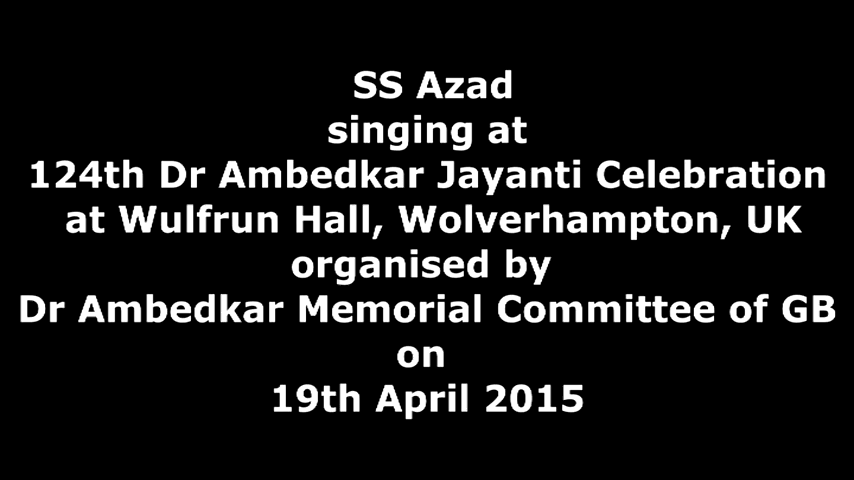 SS Azad
singing at
124th Dr Ambedkar Jayanti Celebration
at Wulfrun Hall, Wolverhampton, UK
organised by
Dr Ambedkar Memorial Committee of GB
on
19th April 2015